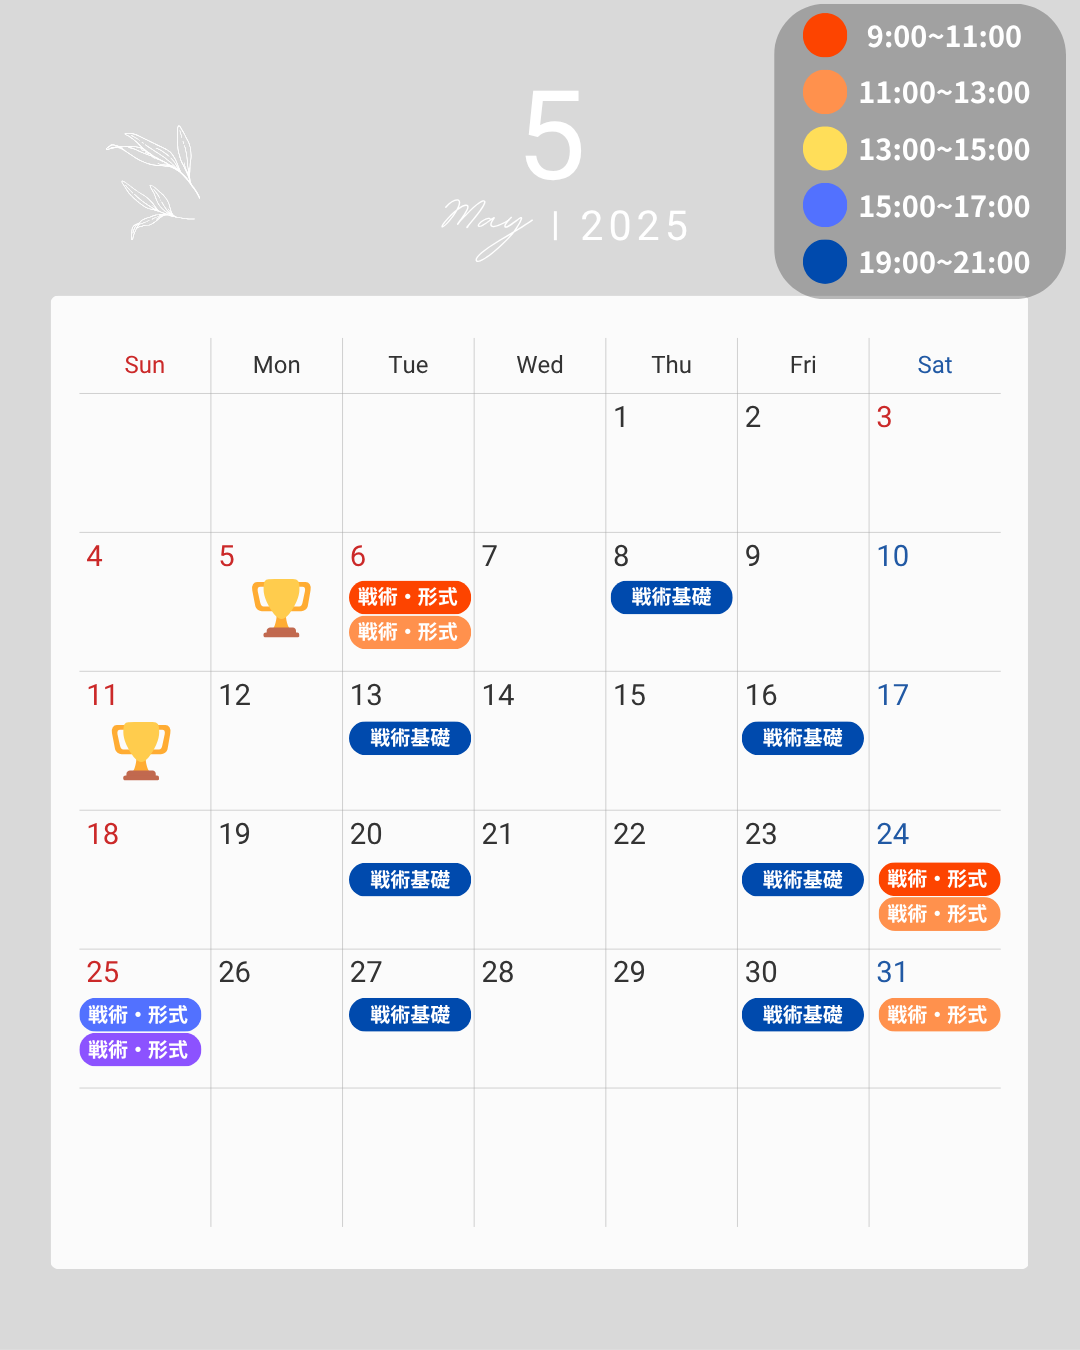 9:00~11:00
11:00~13:00
13:00~15:00
15:00~17:00
19:00~21:00
5
May | 2025
Sun Mon Tue Wed Thu Fri Sat
1 2 3
4 5 6 7 8 9 10
戦術・形式 戦術基礎
戦術・形式
11 12 13 14 15 16 17
戦術基礎 戦術基礎
18 19 20 21 22 23 24
戦術基礎 戦術基礎 戦術・形式
戦術・形式
25 26 27 28 29 30 31
戦術・形式 戦術基礎 戦術基礎 戦術・形式
戦術・形式